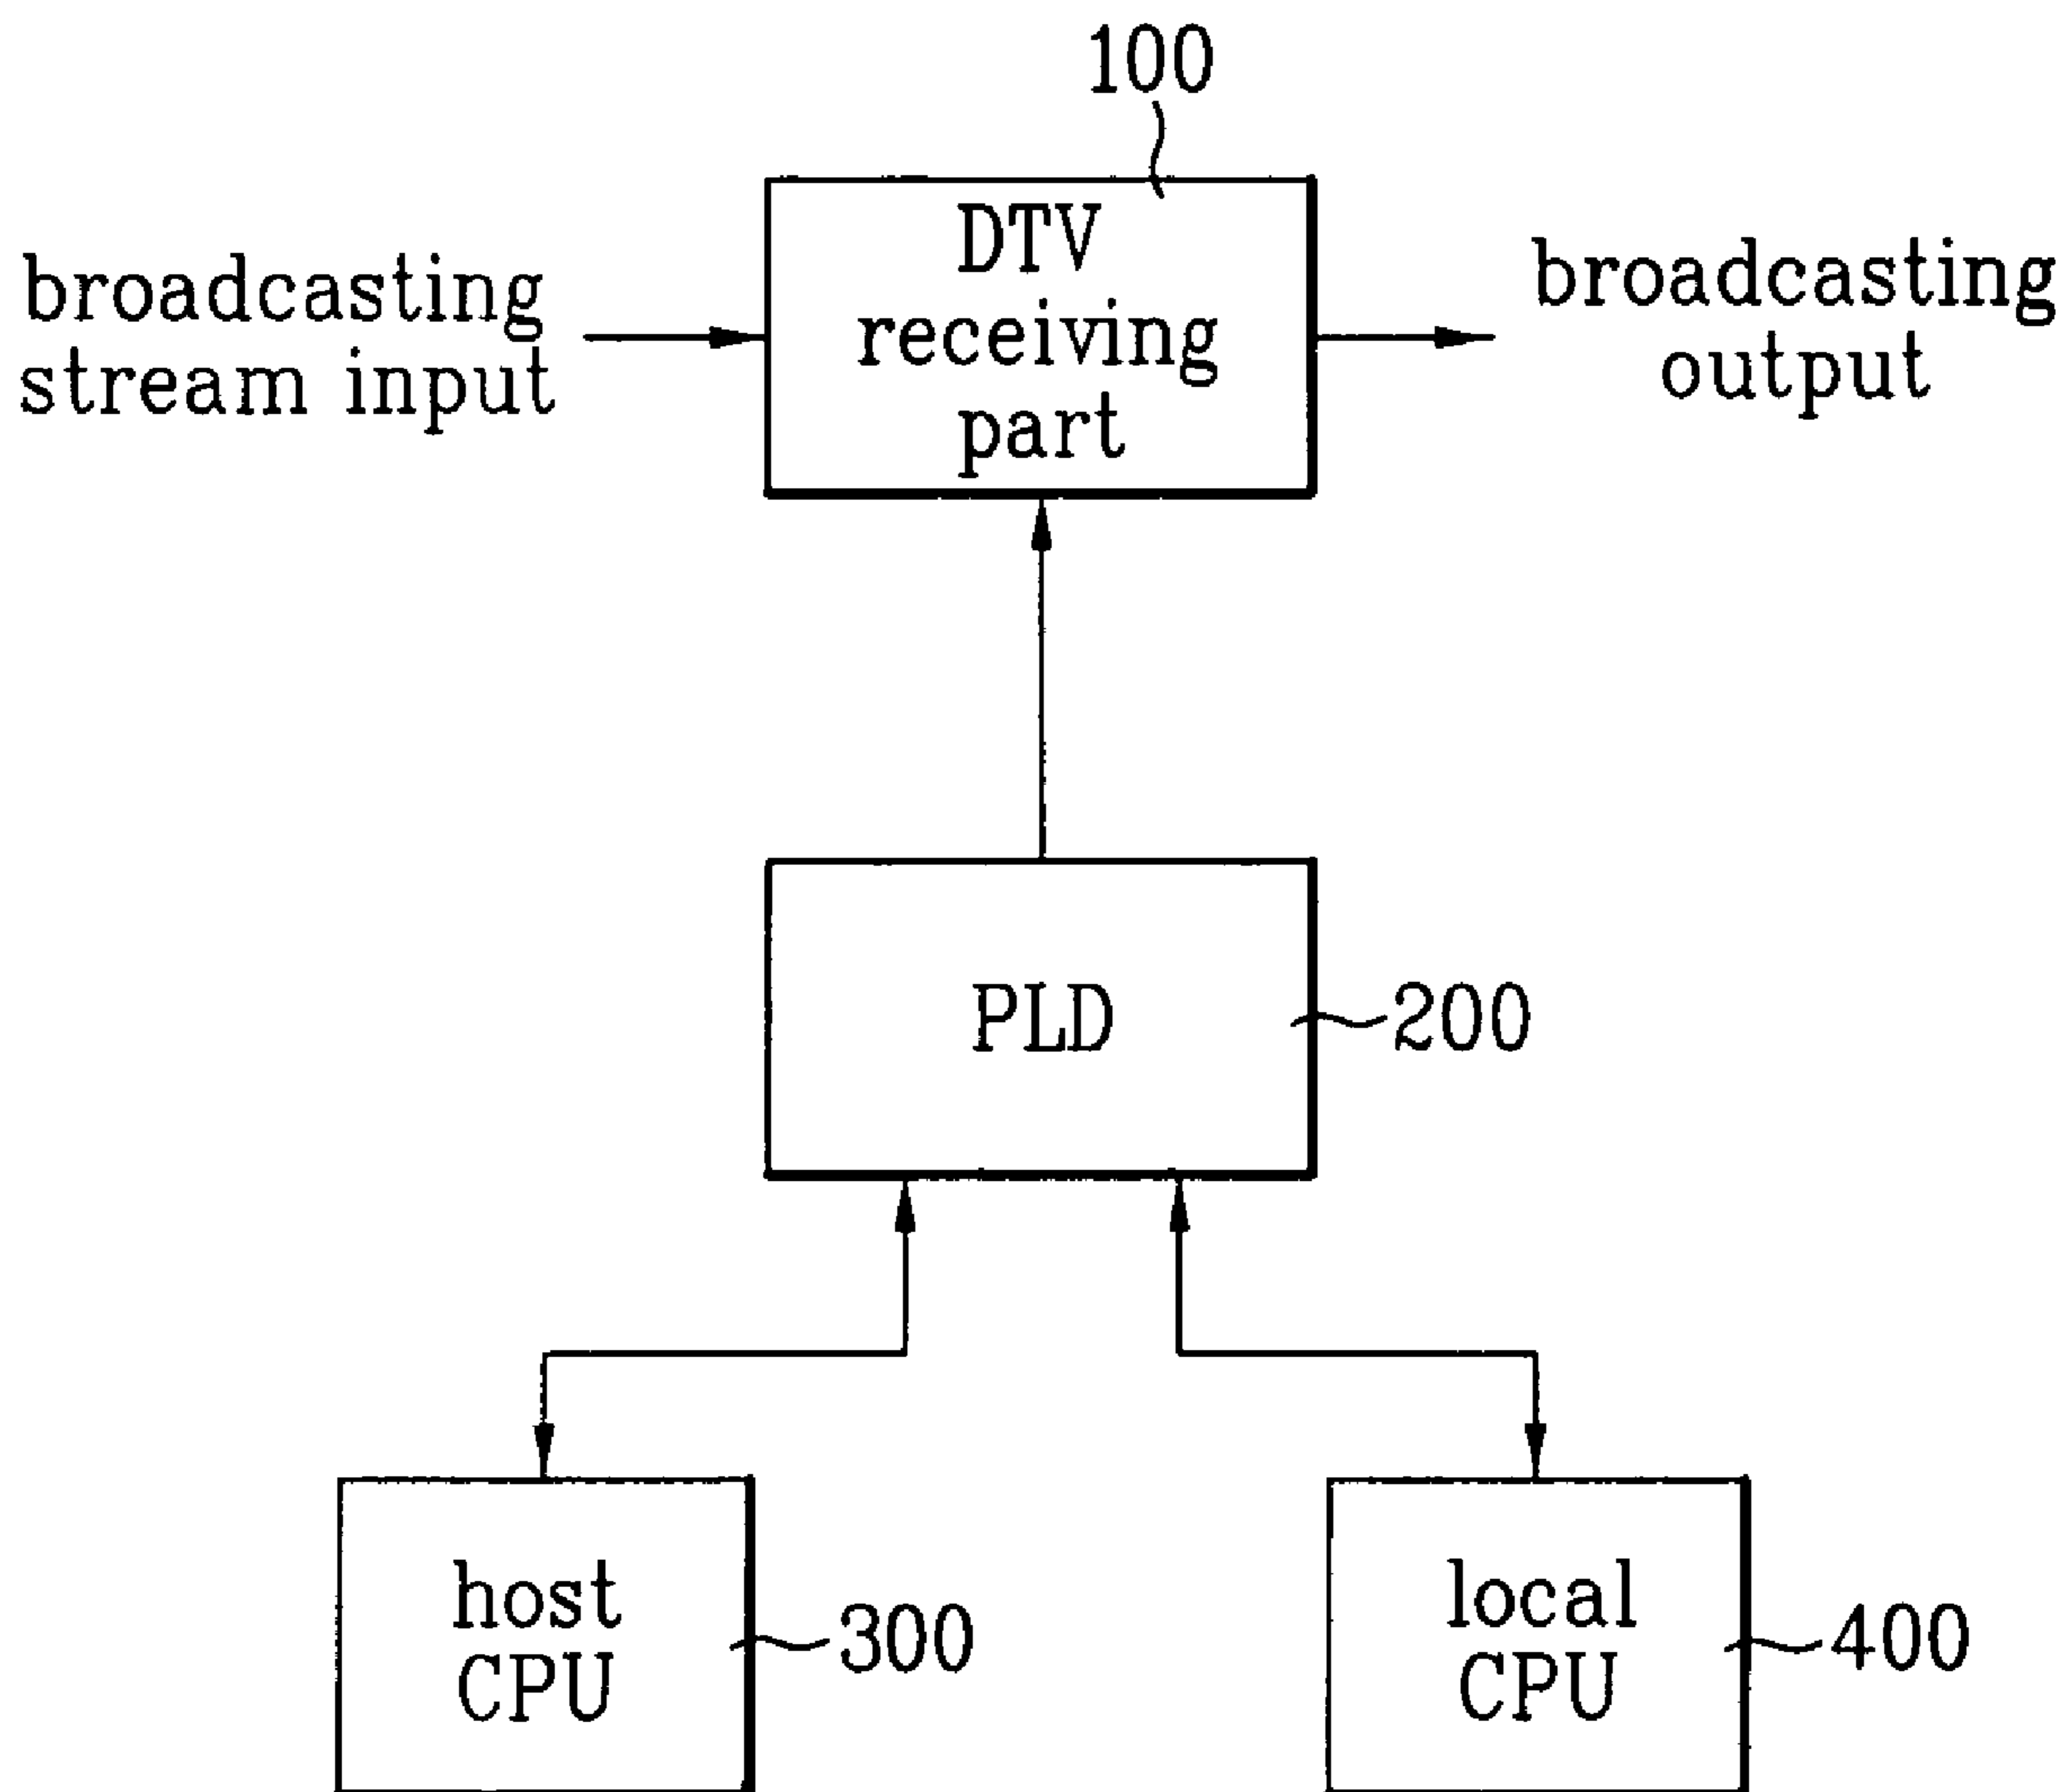 100
broadcasting
stream input
DTV
receiving
part
broadcasting
output
PLD
200
host
CPU
300
local
CPU
400